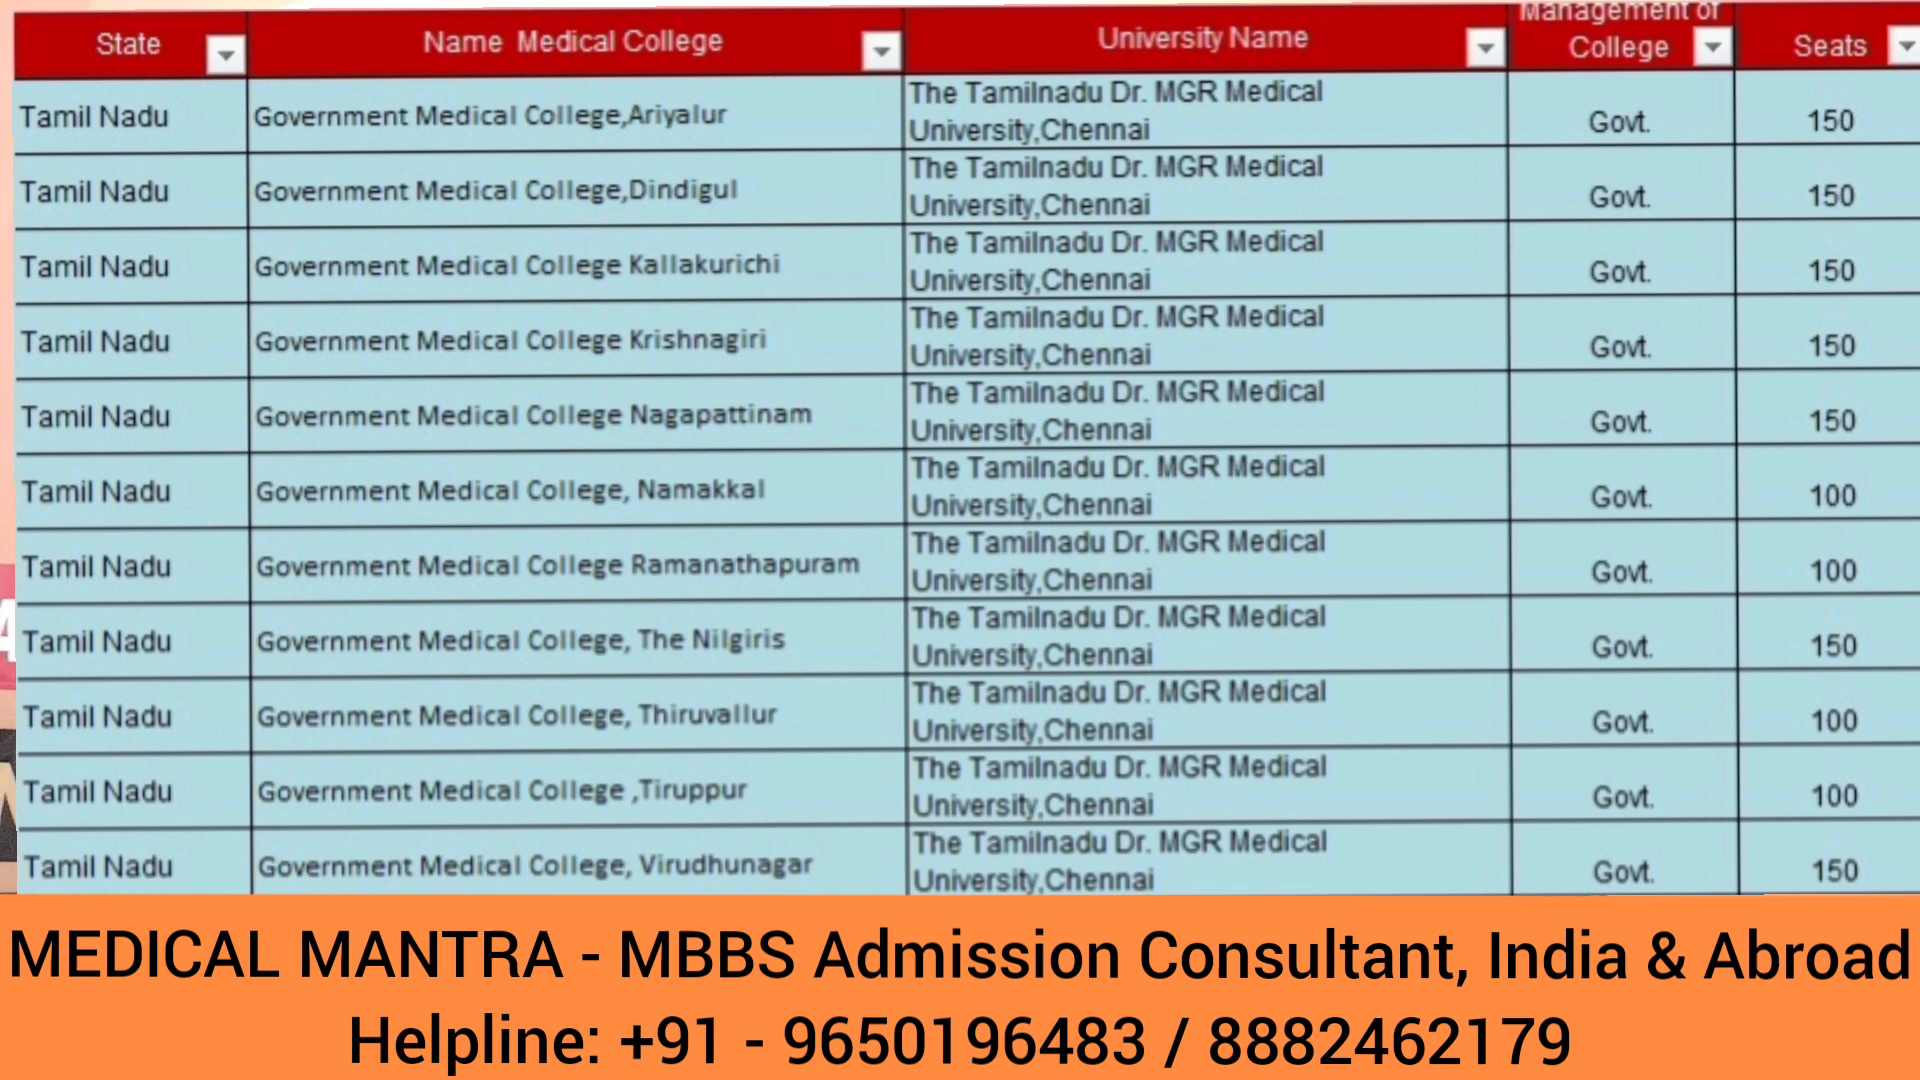 State Name Medical College University Name Management of College Seats
Tamil Nadu Government Medical College,Ariyalur The Tamilnadu Dr. MGR Medical University,Chennai Govt. 150
Tamil Nadu Government Medical College,Dindigul The Tamilnadu Dr. MGR Medical University,Chennai Govt. 150
Tamil Nadu Government Medical College Kallakurichi The Tamilnadu Dr. MGR Medical University,Chennai Govt. 150
Tamil Nadu Government Medical College Krishnagiri The Tamilnadu Dr. MGR Medical University,Chennai Govt. 150
Tamil Nadu Government Medical College Nagapattinam The Tamilnadu Dr. MGR Medical University,Chennai Govt. 150
Tamil Nadu Government Medical College, Namakkal The Tamilnadu Dr. MGR Medical University,Chennai Govt. 100
Tamil Nadu Government Medical College Ramanathapuram The Tamilnadu Dr. MGR Medical University,Chennai Govt. 100
Tamil Nadu Government Medical College, The Nilgiris The Tamilnadu Dr. MGR Medical University,Chennai Govt. 150
Tamil Nadu Government Medical College, Thiruvallur The Tamilnadu Dr. MGR Medical University,Chennai Govt. 100
Tamil Nadu Government Medical College ,Tiruppur The Tamilnadu Dr. MGR Medical University,Chennai Govt. 100
Tamil Nadu Government Medical College, Virudhunagar The Tamilnadu Dr. MGR Medical University,Chennai Govt. 150
MEDICAL MANTRA - MBBS Admission Consultant, India & Abroad
Helpline: +91 - 9650196483 / 8882462179